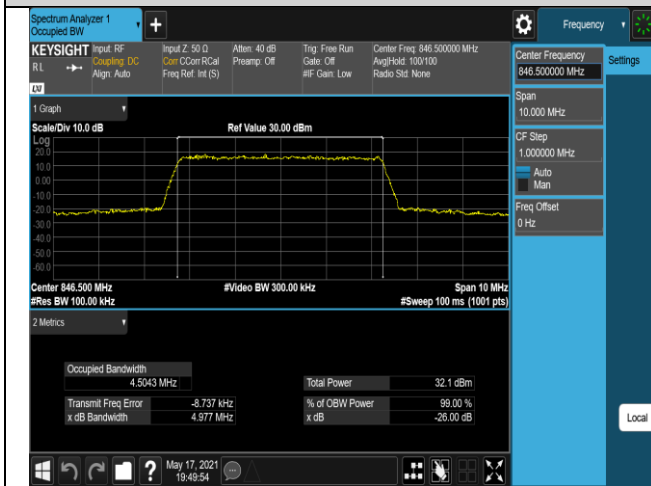 Spectrum Analyzer 1
Occupied BW
+
Frequency
KEYSIGHT
RL
LXI
Input: RF
Coupling: DC
Align: Auto
Input Z: 50 Ω
Corr CCorr RCal
Freq Ref: Int (S)
Atten: 40 dB
Preamp: Off
Trig: Free Run
Gate: Off
#IF Gain: Low
Center Freq: 846.500000 MHz
Avg|Hold: 100/100
Radio Std: None
1 Graph
Scale/Div 10.0 dB
Ref Value 30.00 dBm
Log
20.0
10.0
0.00
-10.0
-20.0
-30.0
-40.0
-50.0
-60.0
Center 846.500 MHz
#Video BW 300.00 kHz
Span 10 MHz
#Res BW 100.00 kHz
#Sweep 100 ms (1001 pts)
2 Metrics
Occupied Bandwidth
4.5043 MHz
Total Power 32.1 dBm
Transmit Freq Error -8.737 kHz
% of OBW Power 99.00 %
x dB Bandwidth 4.977 MHz
x dB -26.00 dB
Center Frequency
846.500000 MHz
Settings
Span
10.000 MHz
CF Step
1.000000 MHz
Auto
Man
Freq Offset
0 Hz
Local
?
May 17, 2021
19:49:54